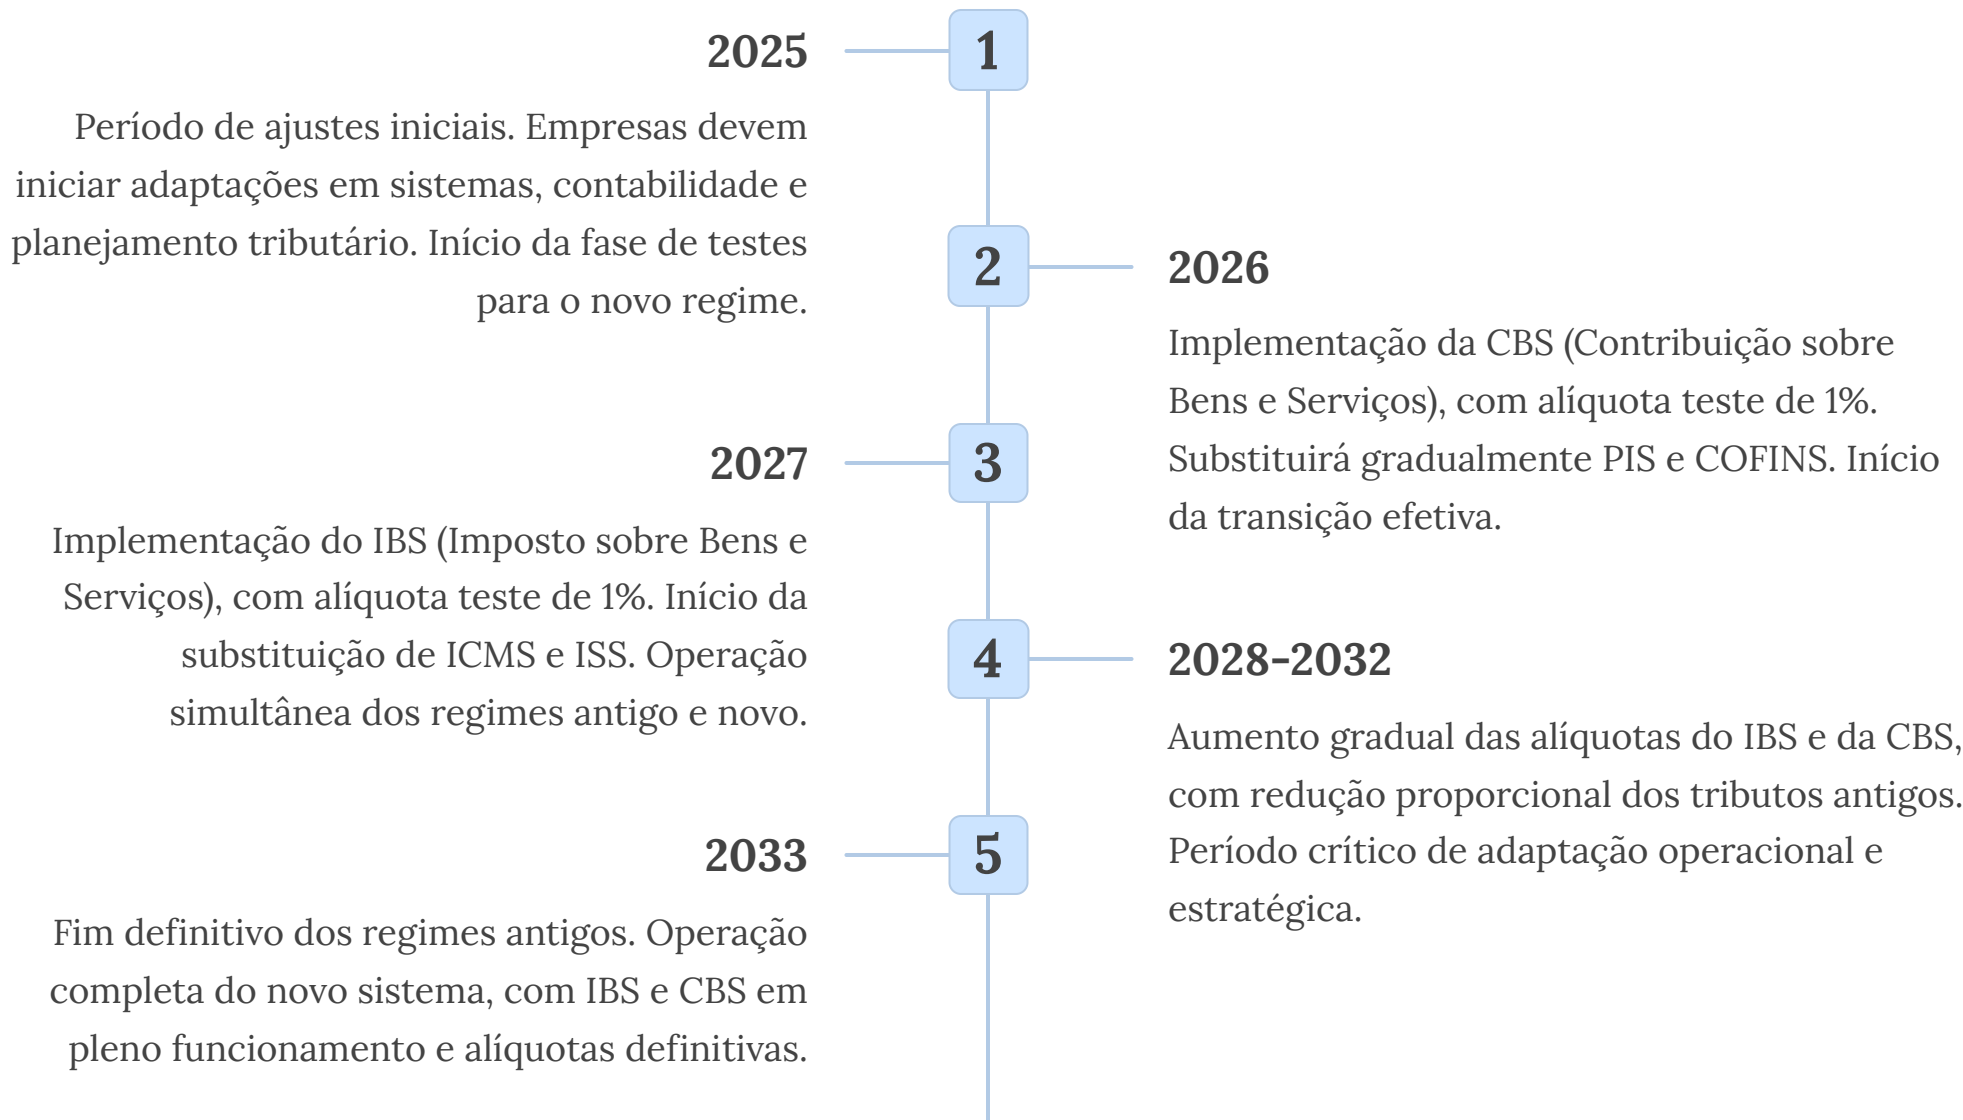 1
2025
Período de ajustes iniciais. Empresas devem
iniciar adaptações em sistemas, contabilidade e
planejamento tributário. Início da fase de testes
para o novo regime.
2
2026
Implementação da CBS (Contribuição sobre
Bens e Serviços), com alíquota teste de 1%.
Substituirá gradualmente PIS e COFINS. Início
da transição efetiva.
3
2027
Implementação do IBS (Imposto sobre Bens e
Serviços), com alíquota teste de 1%. Início da
substituição de ICMS e ISS. Operação
simultânea dos regimes antigo e novo.
4
2028-2032
Aumento gradual das alíquotas do IBS e da CBS,
com redução proporcional dos tributos antigos.
Período crítico de adaptação operacional e
estratégica.
5
2033
Fim definitivo dos regimes antigos. Operação
completa do novo sistema, com IBS e CBS em
pleno funcionamento e alíquotas definitivas.